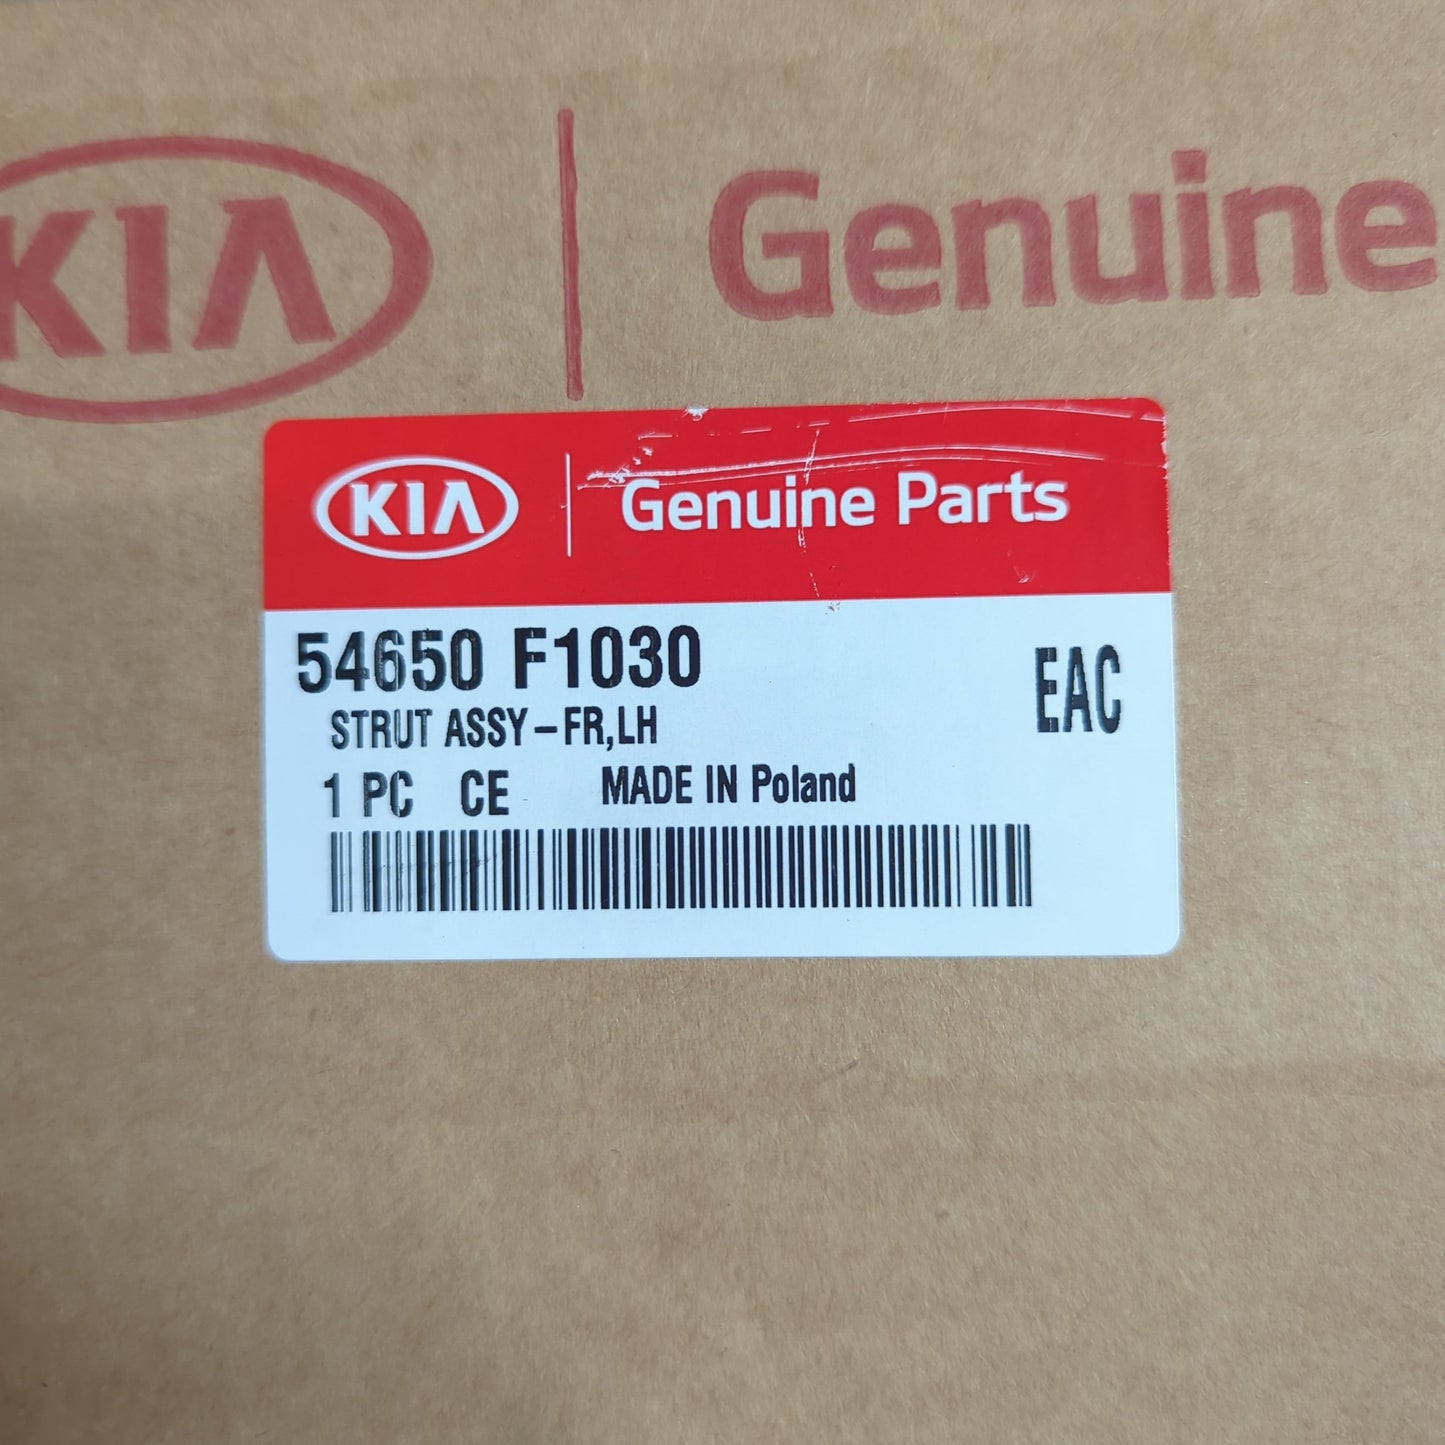 KIA Genuine
KIA Genuine Parts
54650 F1030
EAC
STRUT ASSY-FR,LH
1 PC CE MADE IN Poland